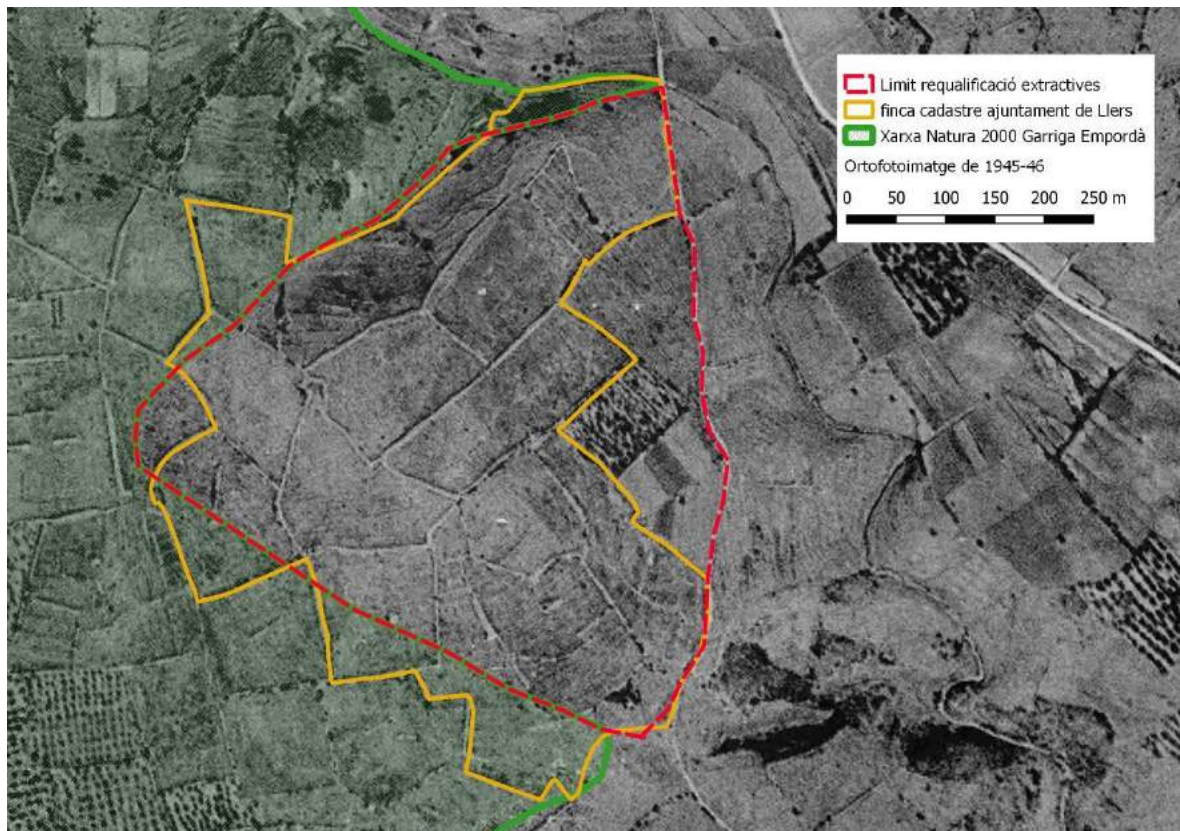 Limit requalificació extractives
finca cadastre ajuntament de Llers
Xarxa Natura 2000 Garriga Empordà
Ortofotoimatge de 1945-46
0 50 100 150 200 250 m